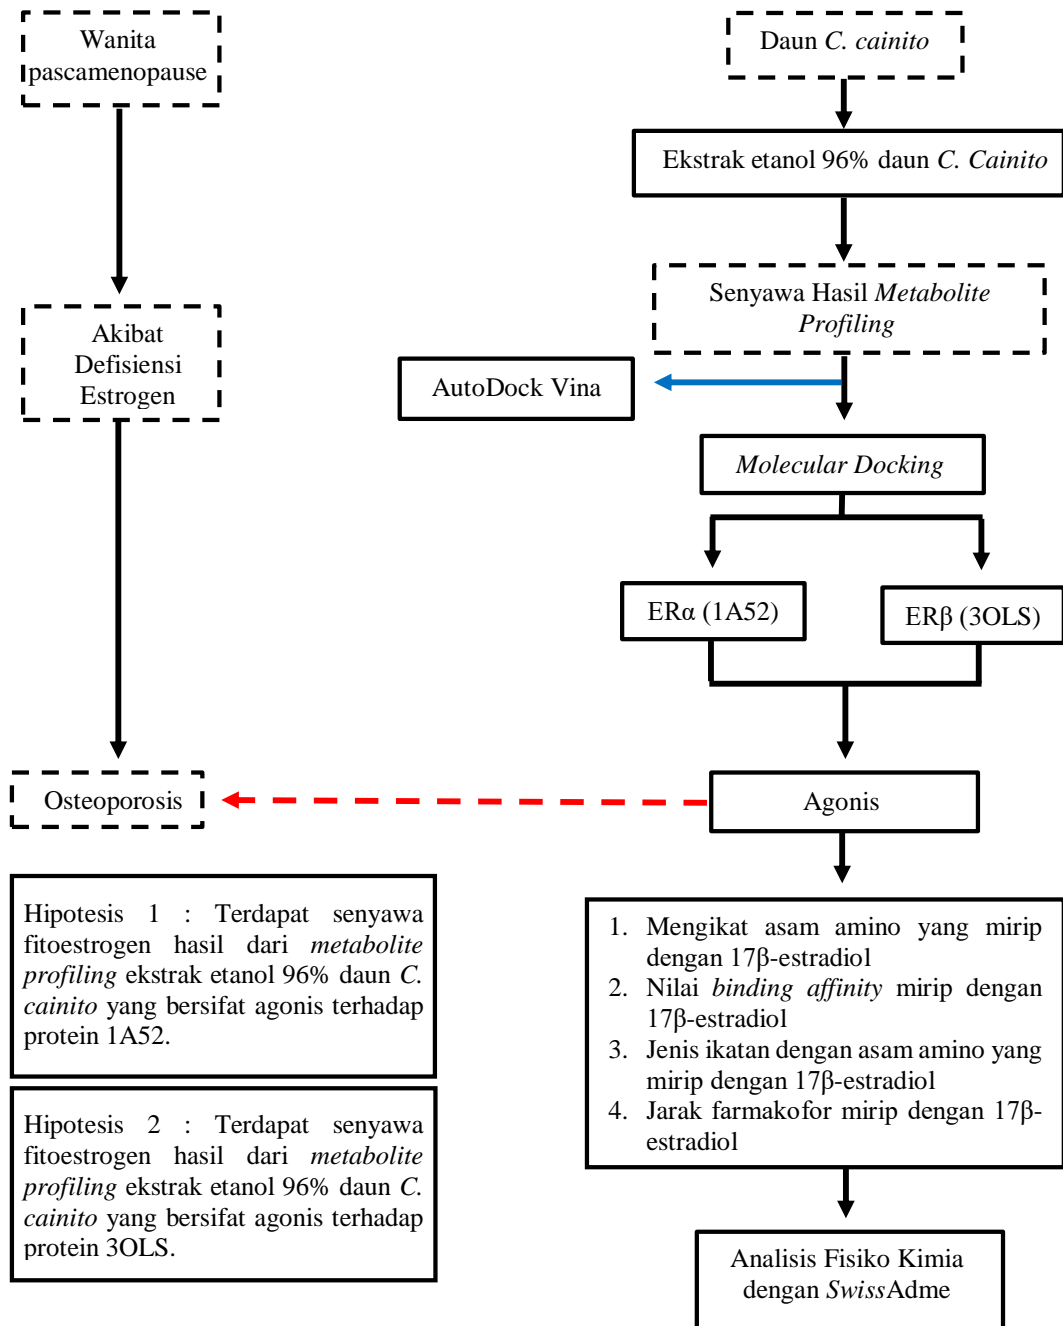 Wanita
pascamenopause
Akibat
Defisiensi
Estrogen
Osteoporosis
Daun C. cainito
Ekstrak etanol 96% daun C. Cainito
Senyawa Hasil Metabolite
Profiling
AutoDock Vina
Molecular Docking
ERα (1A52)
ERβ (3OLS)
Agonis
1. Mengikat asam amino yang mirip
dengan 17β-estradiol
2. Nilai binding affinity mirip dengan
17β-estradiol
3. Jenis ikatan dengan asam amino yang
mirip dengan 17β-estradiol
4. Jarak farmakofor mirip dengan 17β-
estradiol
Analisis Fisiko Kimia
dengan SwissAdme
Hipotesis 1 : Terdapat senyawa
fitoestrogen hasil dari metabolite
profiling ekstrak etanol 96% daun C.
cainito yang bersifat agonis terhadap
protein 1A52.
Hipotesis 2 : Terdapat senyawa
fitoestrogen hasil dari metabolite
profiling ekstrak etanol 96% daun C.
cainito yang bersifat agonis terhadap
protein 3OLS.